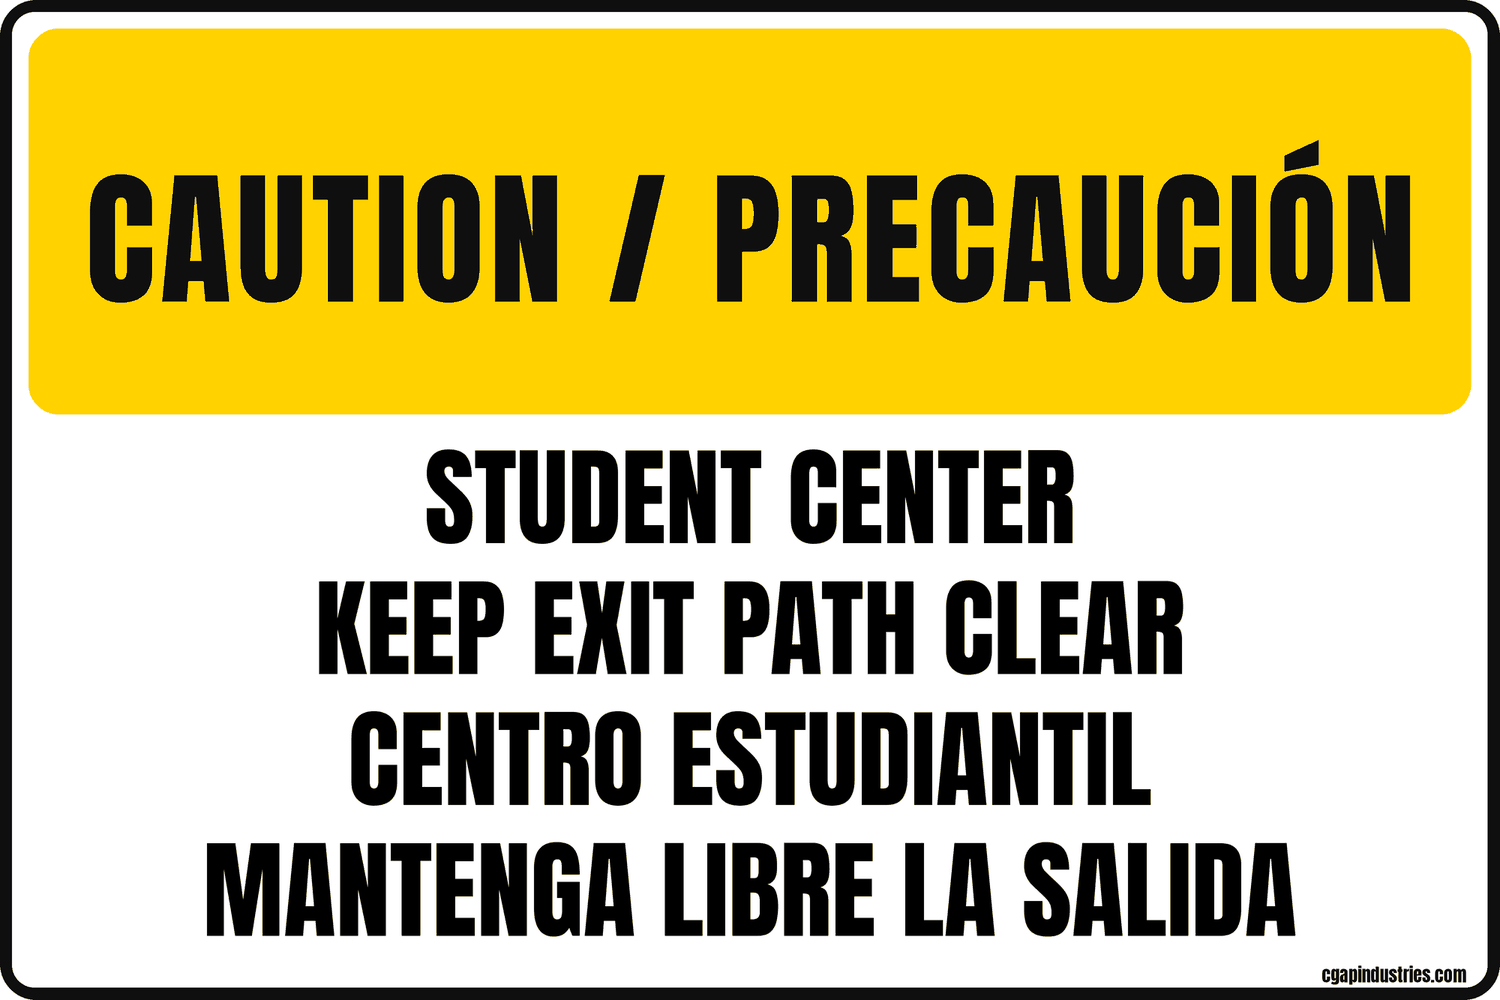 CAUTION / PRECAUCIÓN
STUDENT CENTER
KEEP EXIT PATH CLEAR
CENTRO ESTUDIANTIL
MANTENGA LIBRE LA SALIDA
cgapindustries.com